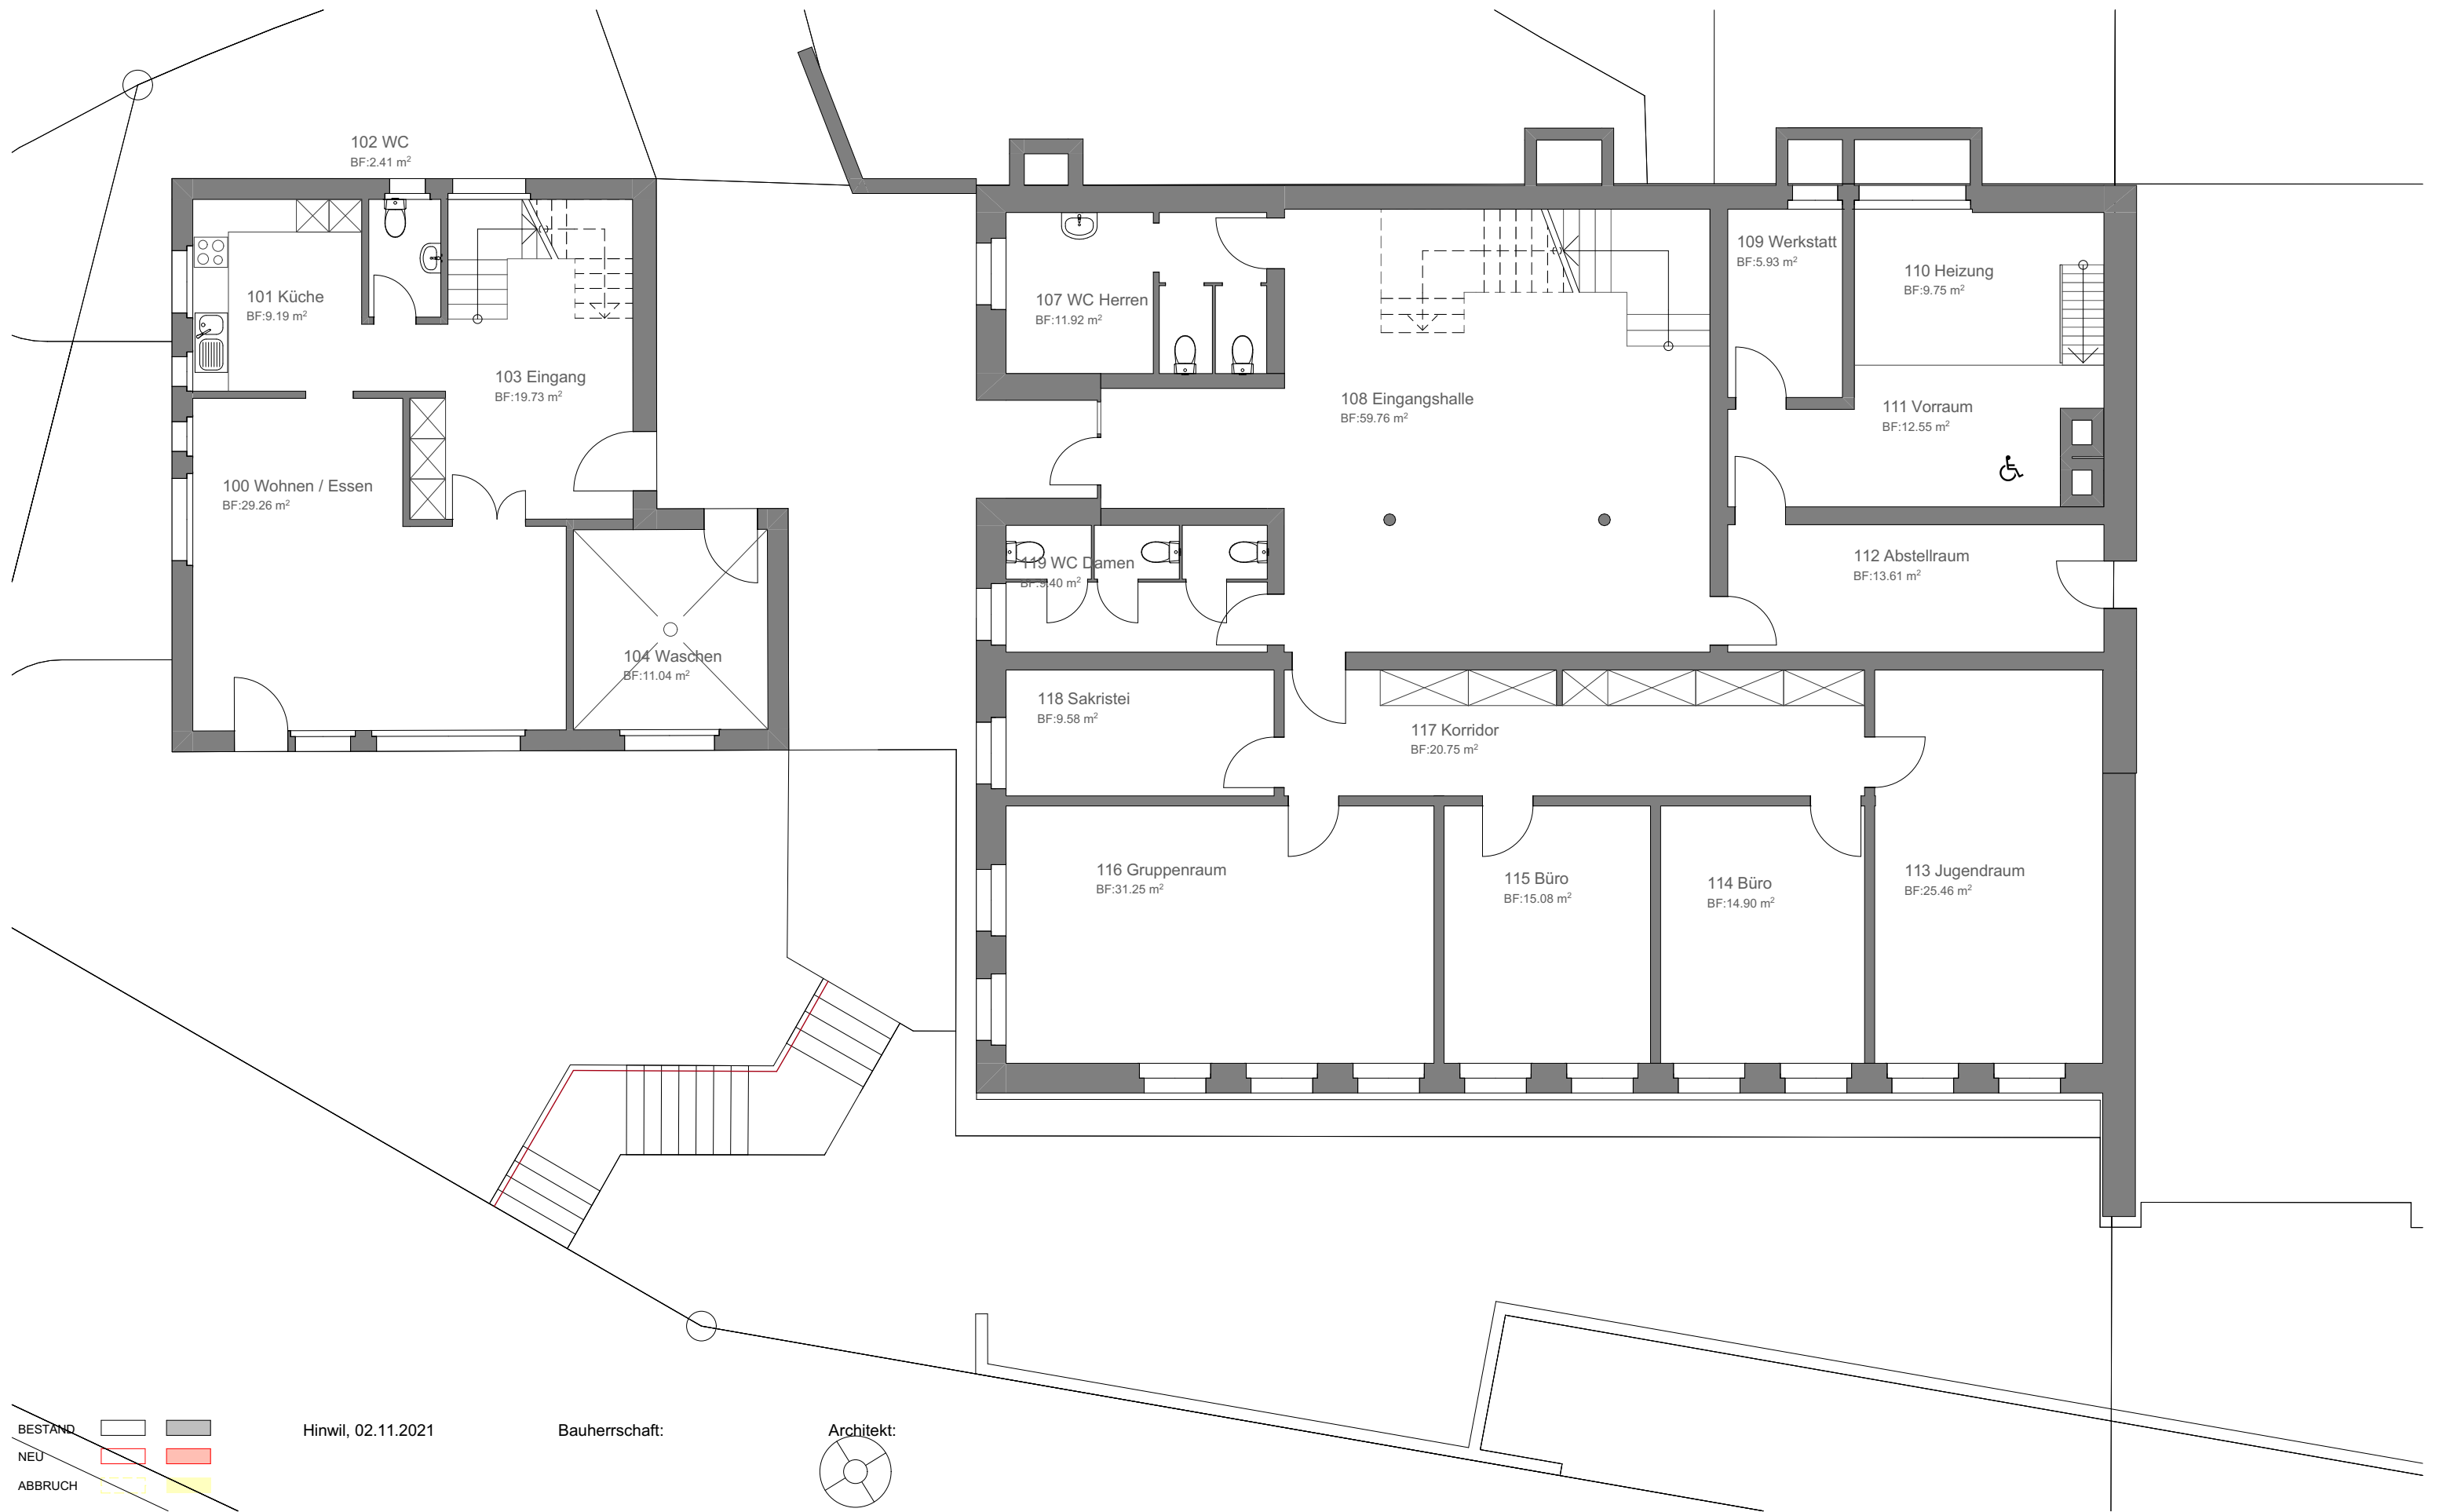 102 WC
BF:2.41 m²
101 Küche
BF:9.19 m²
103 Eingang
BF:19.73 m²
100 Wohnen / Essen
BF:29.26 m²
104 Waschen
BF:11.04 m²
107 WC Herren
BF:11.92 m²
108 Eingangshalle
BF:59.76 m²
109 Werkstatt
BF:5.93 m²
110 Heizung
BF:9.75 m²
111 Vorraum
BF:12.55 m²
119 WC Damen
BF:9.40 m²
112 Abstellraum
BF:13.61 m²
118 Sakristei
BF:9.58 m²
117 Korridor
BF:20.75 m²
116 Gruppenraum
BF:31.25 m²
115 Büro
BF:15.08 m²
114 Büro
BF:14.90 m²
113 Jugendraum
BF:25.46 m²
BESTAND
NEU
ABBRUCH
Hinwil, 02.11.2021
Bauherrschaft:
Architekt: